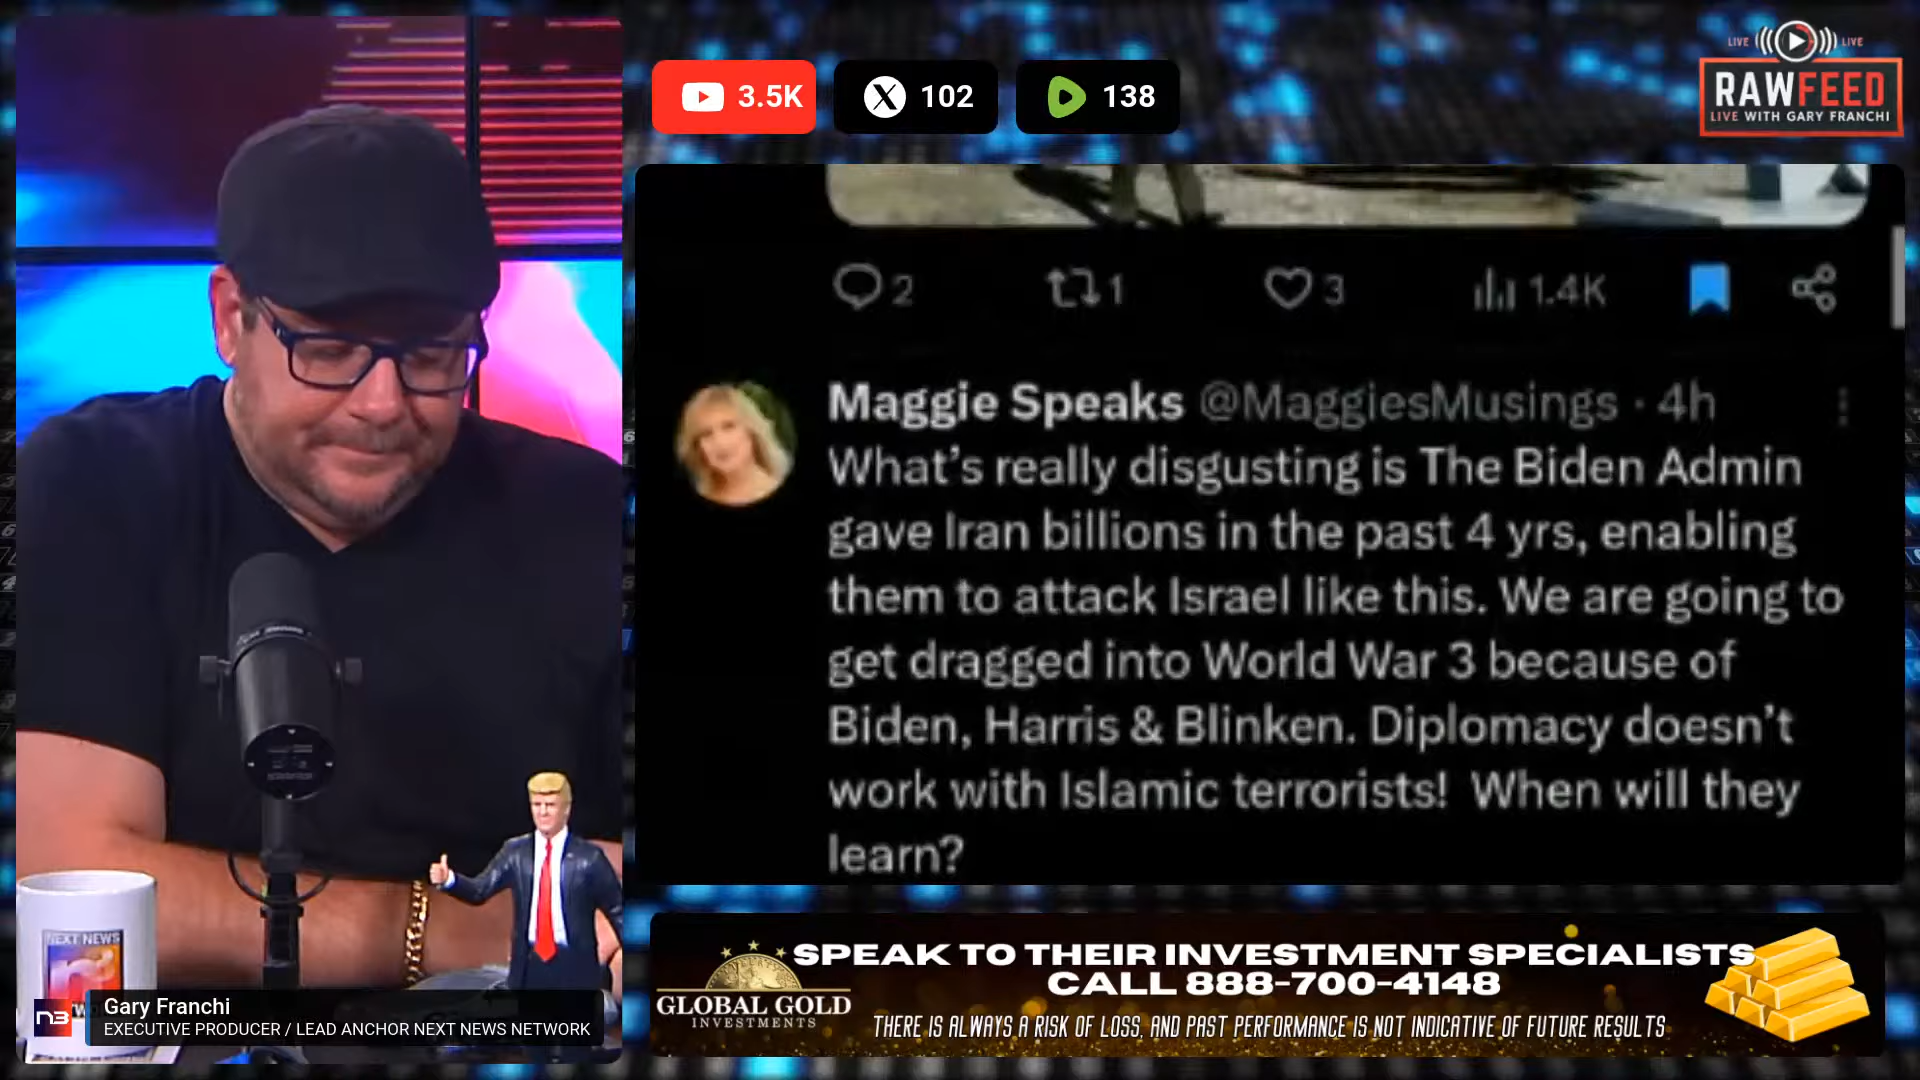 LIVE LIVE
RAWFEED
LIVE WITH GARY FRANCHI
3.5K
102
138
2 1 3 1.4K
Maggie Speaks @MaggiesMusings · 4h
What's really disgusting is The Biden Admin
gave Iran billions in the past 4 yrs, enabling
them to attack Israel like this. We are going to
get dragged into World War 3 because of
Biden, Harris & Blinken. Diplomacy doesn't
work with Islamic terrorists! When will they
learn?
NEXT NEWS
Gary Franchi
EXECUTIVE PRODUCER / LEAD ANCHOR NEXT NEWS NETWORK
GLOBAL GOLD
INVESTMENTS
SPEAK TO THEIR INVESTMENT SPECIALISTS
CALL 888-700-4148
THERE IS ALWAYS A RISK OF LOSS, AND PAST PERFORMANCE IS NOT INDICATIVE OF FUTURE RESULTS